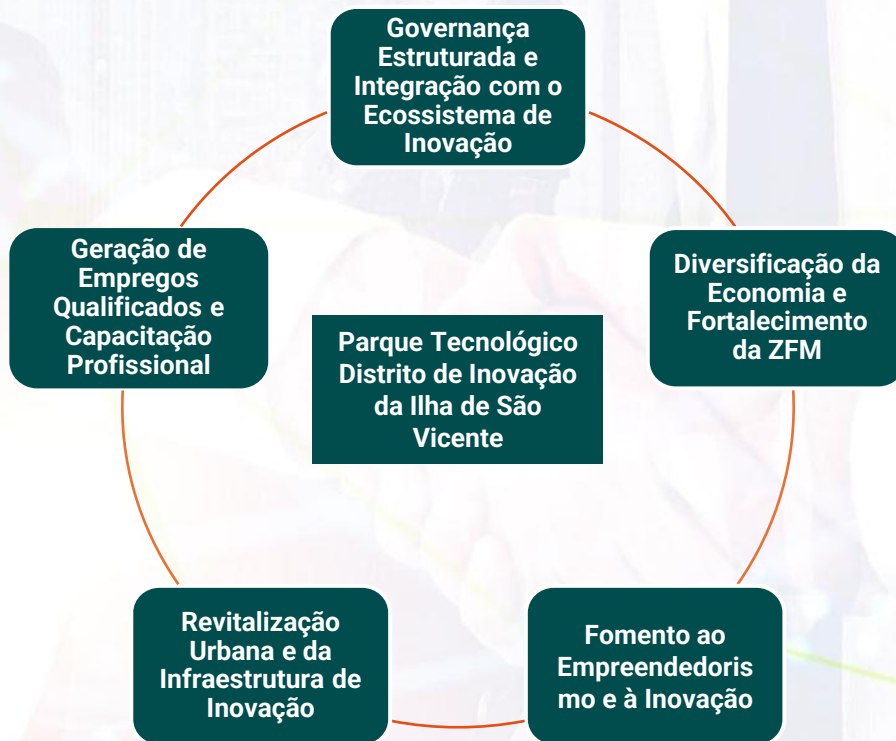 Governança
Estruturada e
Integração com o
Ecossistema de
Inovação
Geração de
Empregos
Qualificados e
Capacitação
Profissional
Diversificação da
Economia e
Fortalecimento
da ZFM
Parque Tecnológico
Distrito de Inovação
da Ilha de São
Vicente
Revitalização
Urbana e da
Infraestrutura de
Inovação
Fomento ao
Empreendedoris
mo e à Inovação